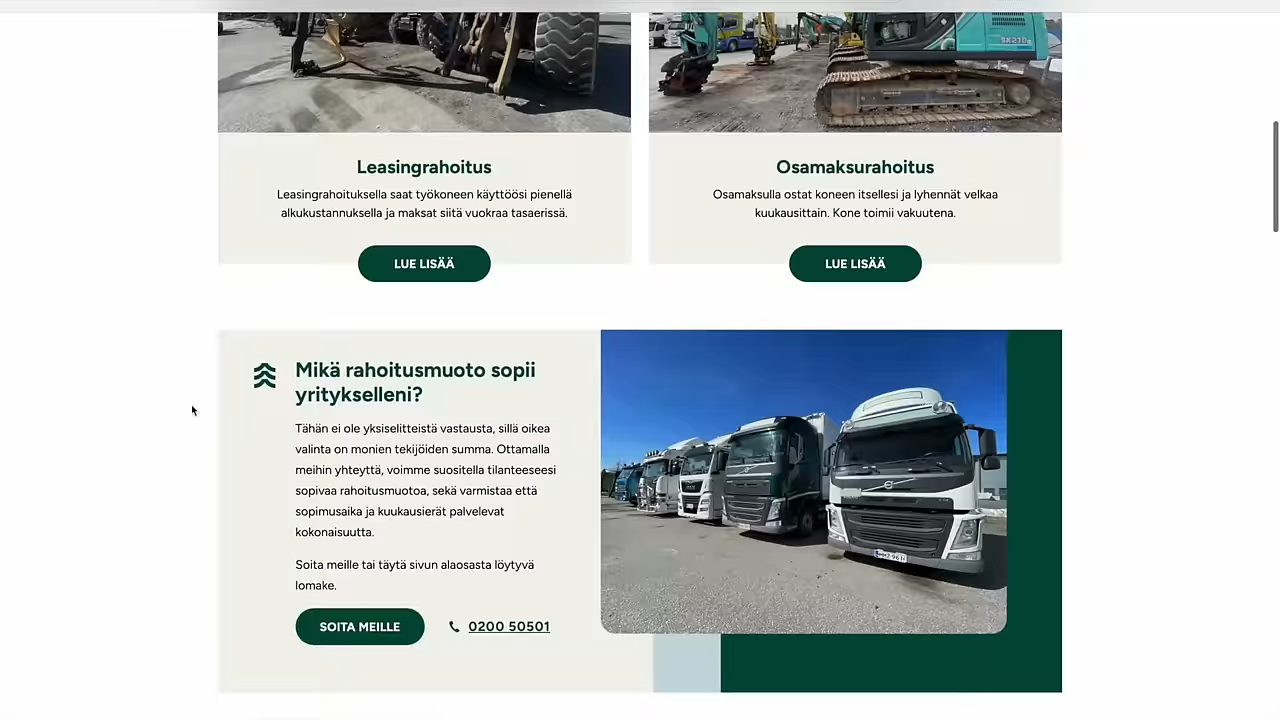 SK210
Leasingrahoitus
Leasingrahoituksella saat työkoneen käyttöösi pienellä
alkukustannuksella ja maksat siitä vuokraa tasaerissä.
LUE LISÄÄ
Osamaksurahoitus
Osamaksulla ostat koneen itsellesi ja lyhennät velkaa
kuukausittain. Kone toimii vakuutena.
LUE LISÄÄ
Mikä rahoitusmuoto sopii
yritykselleni?
Tähän ei ole yksiselitteistä vastausta, sillä oikea
valinta on monien tekijöiden summa. Ottamalla
meihin yhteyttä, voimme suositella tilanteeseesi
sopivaa rahoitusmuotoa, sekä varmistaa että
sopimusaika ja kuukausierät palvelevat
kokonaisuutta.
Soita meille tai täytä sivun alaosasta löytyvä
lomake.
SOITA MEILLE
0200 50501